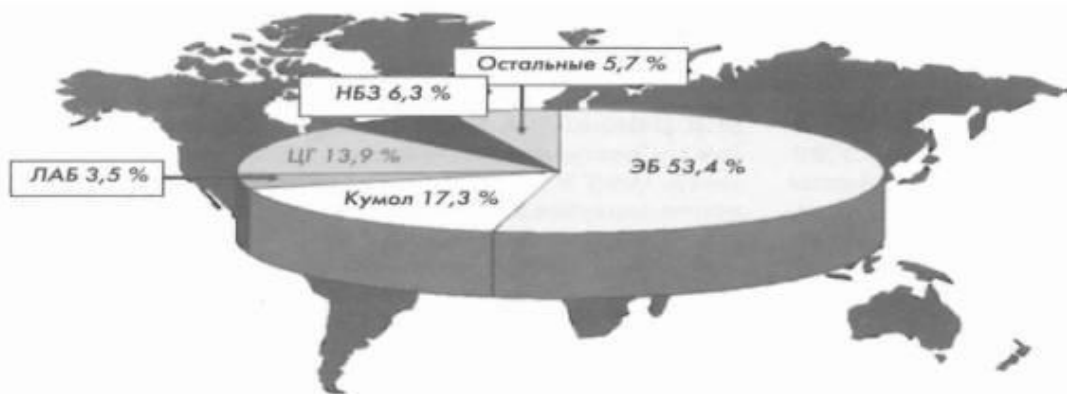 Остальные 5,7 %
НБЗ 6,3 %
ЦГ 13,9 %
ЭБ 53,4 %
ЛАБ 3,5 %
Кумол 17,3 %